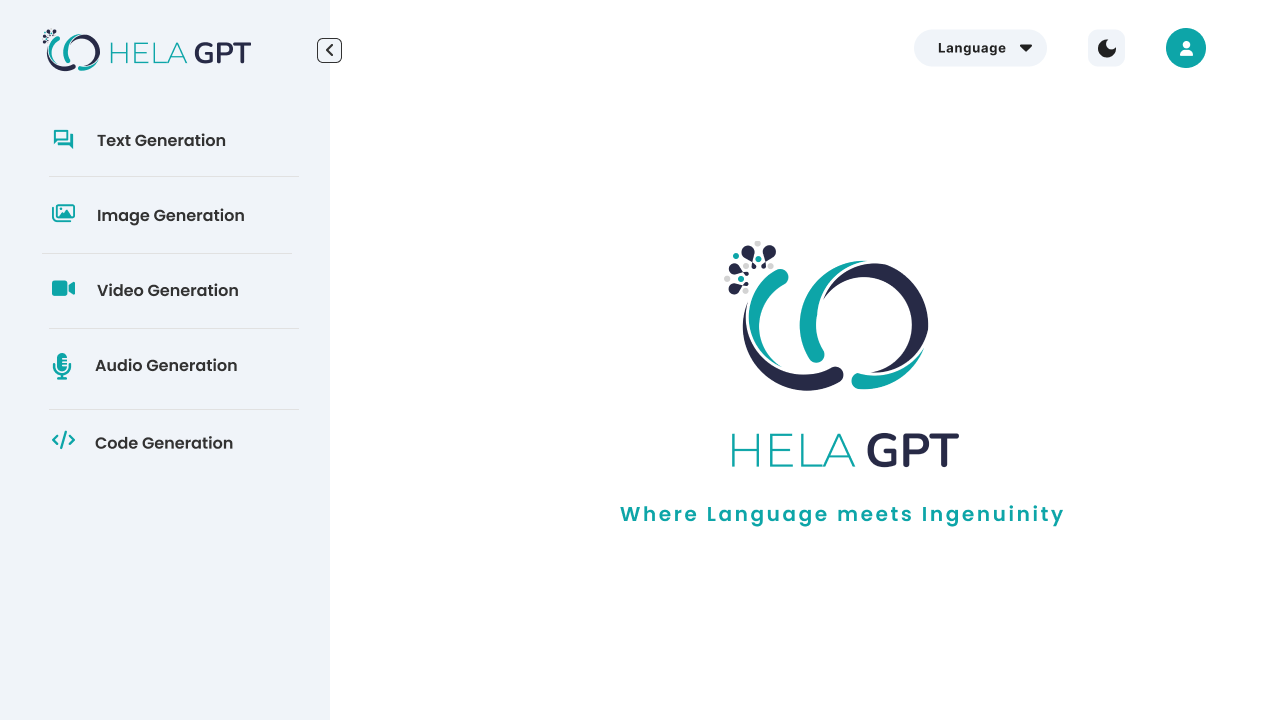 HELA GPT
Language
Text Generation
Image Generation
Video Generation
Audio Generation
Code Generation
HELA GPT
Where Language meets Ingenuinity